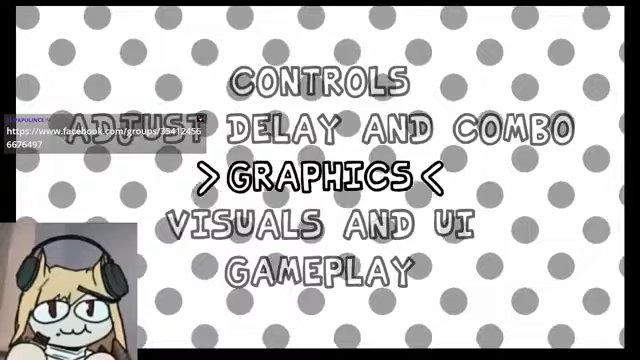 CONTROLS
ADJUST DELAY AND COMBO
>GRAPHICS<
VISUALS AND UI
GAMEPLAY
https://www.facebook.com/groups/35412456
6676497